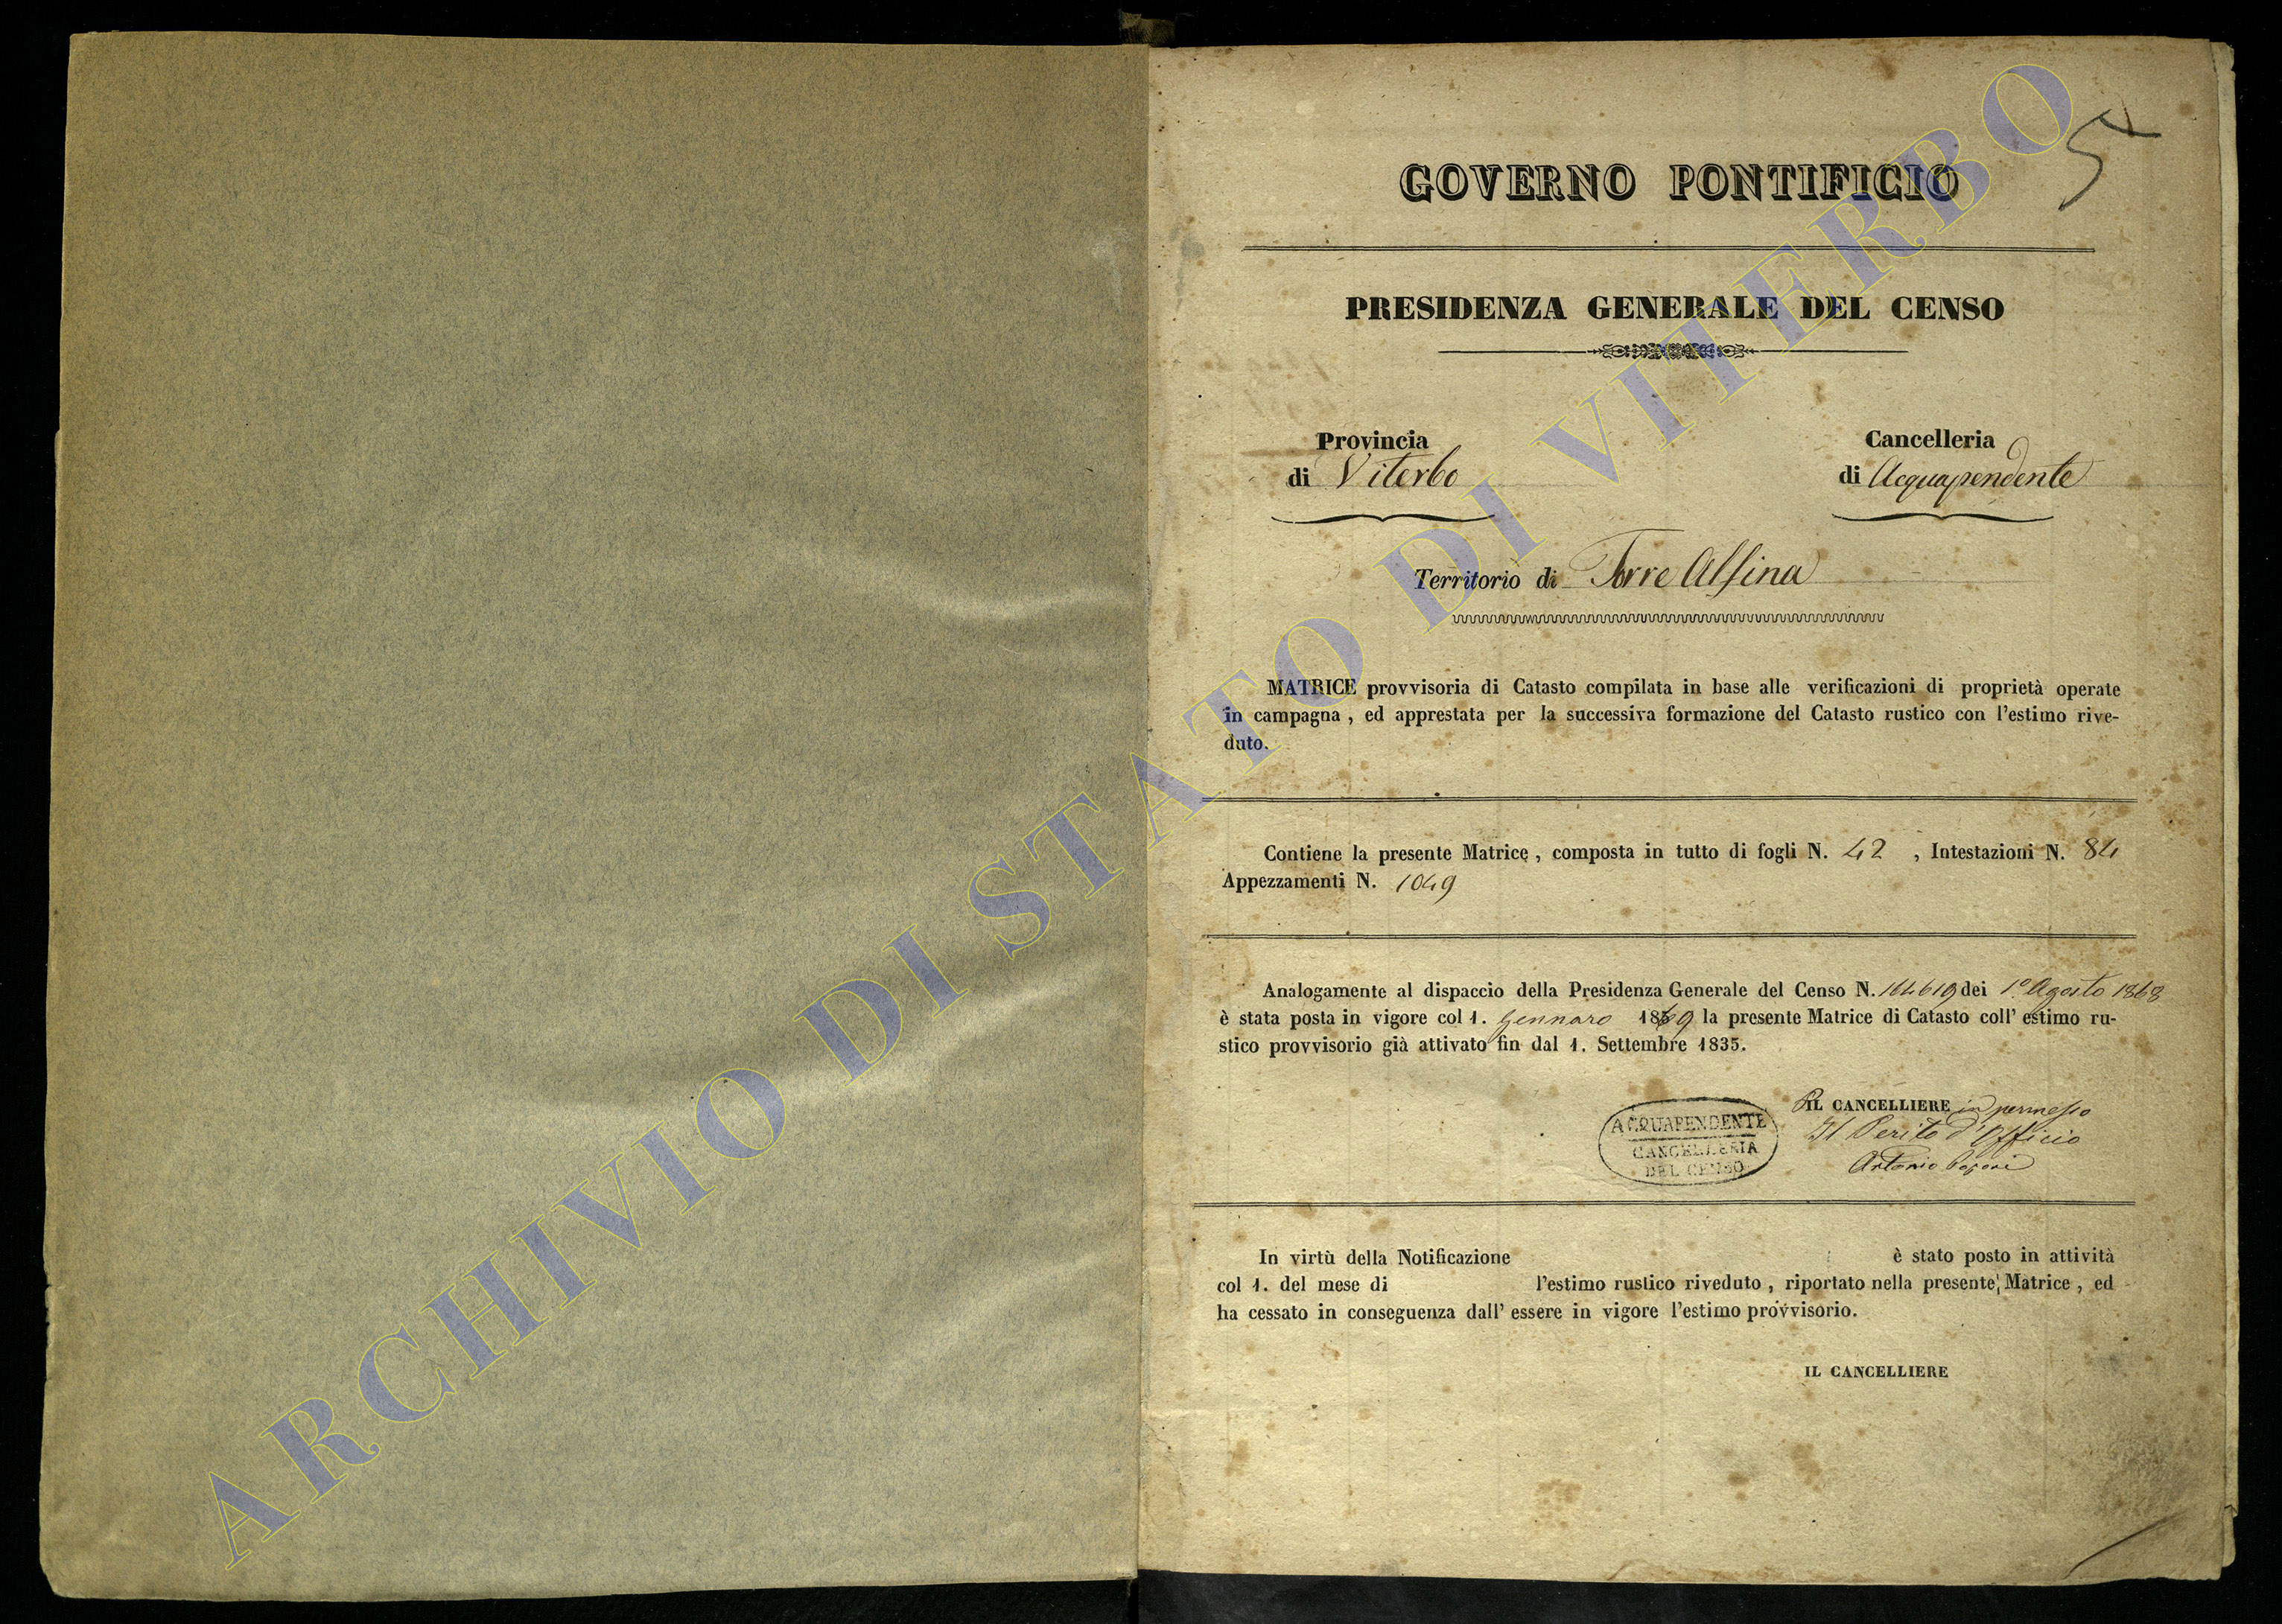 GOVERNO PONTIFICIO
5
PRESIDENZA GENERALE DEL CENSO
Provincia
di Viterbo
Cancelleria
di Acquapendente
Territorio di Torre Alfina
MATRICE provvisoria di Catasto compilata in base alle verificazioni di proprietà operate
in campagna, ed apprestata per la successiva formazione del Catasto rustico con l'estimo rive-
duto.
Contiene la presente Matrice, composta in tutto di fogli N. 42, Intestazioni N. 84
Appezzamenti N. 1049
Analogamente al dispaccio della Presidenza Generale del Censo N. 104619 dei 1º Agosto 1868
è stata posta in vigore col 1. Gennaro 1869 la presente Matrice di Catasto coll' estimo ru-
stico provvisorio già attivato fin dal 1. Settembre 1835.
ACQUAPENDENTE
CANCELLERIA
DEL CENSO
IL CANCELLIERE in permesso
Il Perito d'Officio
Antonio
In virtù della Notificazione è stato posto in attività
col 1. del mese di l'estimo rustico riveduto, riportato nella presente Matrice, ed
ha cessato in conseguenza dall' essere in vigore l'estimo provvisorio.
IL CANCELLIERE
ARCHIVIO DI STATO DI VITERBO